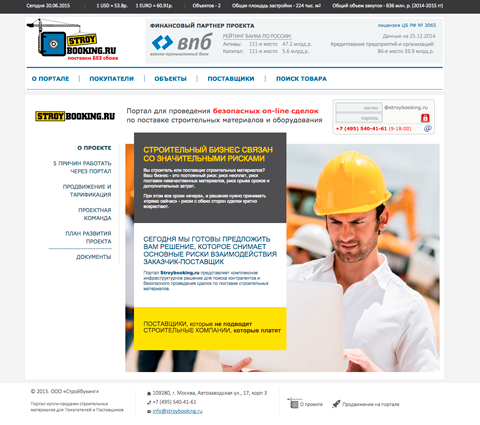 Сегодня 20.06.2015 1 USD = 53.8р. 1 EURO = 60.91р. Объектов - 3 Общая площадь застройки - 224 тыс. м² Общий объем закупок - 836 млн. р. (2014-2015 гг)
STROY
BOOKING.RU
поставки БЕЗ сбоев
ФИНАНСОВЫЙ ПАРТНЕР ПРОЕКТА
лицензия ЦБ РФ № 3065
впб
военно-промышленный банк
РЕЙТИНГ БАНКА ПО РОССИИ:
Данные на 25.12.2014
Активы: 111-е место 47.2 млрд р.
Кредитование предприятий и организаций:
Капитал: 111-е место 5.6 млрд р.
86-е место 33.9 млрд р.
О ПОРТАЛЕ ПОКУПАТЕЛИ ОБЪЕКТЫ ПОСТАВЩИКИ ПОИСК ТОВАРА
STROYBOOKING.RU
Портал для проведения безопасных on-line сделок
по поставке строительных материалов и оборудования
логин @stroybooking.ru
пароль
+7 (495) 540-41-61 (9-18:00)
О ПРОЕКТЕ
5 ПРИЧИН РАБОТАТЬ
ЧЕРЕЗ ПОРТАЛ
ПРОДВИЖЕНИЕ И
ТАРИФИКАЦИЯ
ПРОЕКТНАЯ
КОМАНДА
ПЛАН РАЗВИТИЯ
ПРОЕКТА
ДОКУМЕНТЫ
СТРОИТЕЛЬНЫЙ БИЗНЕС СВЯЗАН
СО ЗНАЧИТЕЛЬНЫМИ РИСКАМИ
Вы строитель или поставщик строительных материалов?
Ваш бизнес - это постоянный риск: риск неоплат, риск
поставки некачественных материалов, риск срыва сроков и
дополнительных затрат.
При этом все сроки «вчера», и решения нужно принимать
«прямо сейчас» - риски с обеих сторон сделки кратно
возрастают.
СЕГОДНЯ МЫ ГОТОВЫ ПРЕДЛОЖИТЬ
ВАМ РЕШЕНИЕ, КОТОРОЕ СНИМАЕТ
ОСНОВНЫЕ РИСКИ ВЗАИМОДЕЙСТВИЯ
ЗАКАЗЧИК-ПОСТАВЩИК
Портал Stroybooking.ru представляет комплексное
инфраструктурное решение для поиска контрагентов и
безопасного проведения сделок по поставке строительных
материалов.
ПОСТАВЩИКИ, которые не подводят
СТРОИТЕЛЬНЫЕ КОМПАНИИ, которые платят
© 2015. ООО «Стройбукинг»
Портал купли-продажи строительных
материалов для Покупателей и Поставщиков
109280, г. Москва, Автозаводская ул., 17, корп 3
+7 (495) 540-41-61
info@stroybooking.ru
О проекте
Продвижение на портале